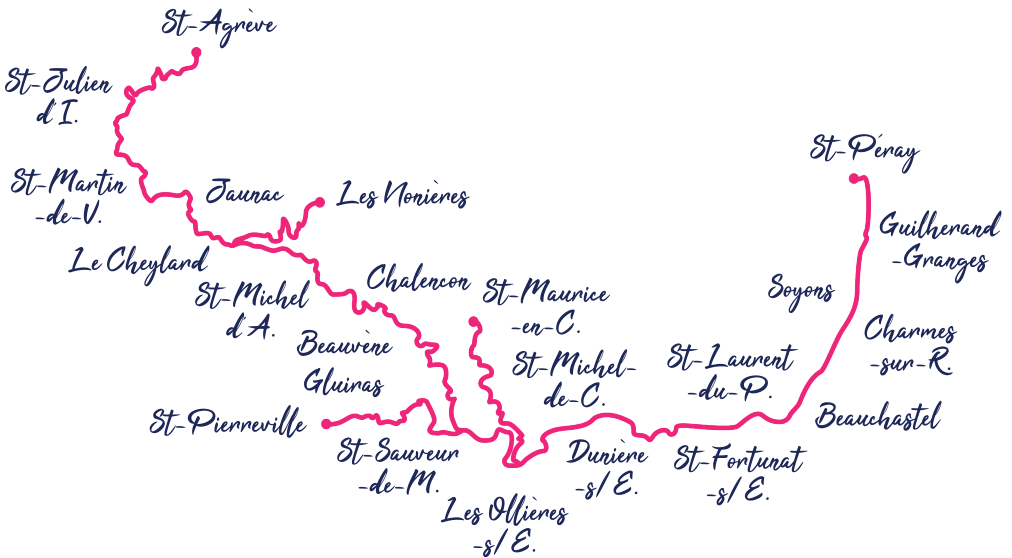 St-Agrève
St-Julien
d'I.
St-Martin
-de-V.
Jaunac
Les Nonières
Le Cheylard
St-Michel
d'A.
Chalencon
St-Maurice
-en-C.
Beauvène
Gluiras
St-Michel-
de-C.
St-Pierreville
St-Sauveur
-de-M.
Les Ollières
-s/ E.
Dunière
-s/ E.
St-Laurent
-du-P.
St-Fortunat
-s/ E.
St-Péray
Guilherand
-Granges
Soyons
Charmes
-sur-R.
Beauchastel